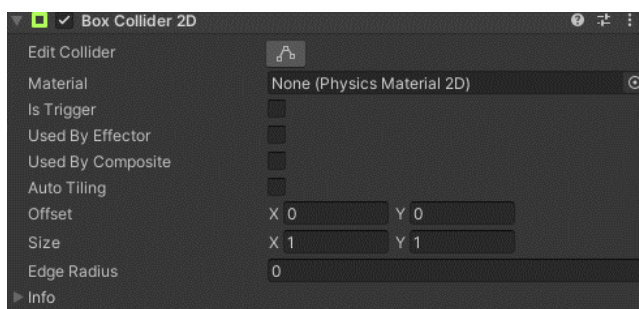 Box Collider 2D
Edit Collider
Material None (Physics Material 2D)
Is Trigger
Used By Effector
Used By Composite
Auto Tiling
Offset X 0 Y 0
Size X 1 Y 1
Edge Radius 0
Info